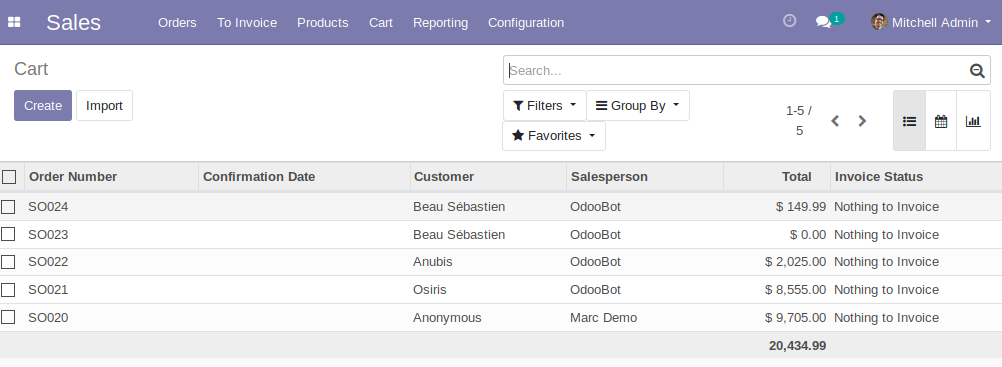 Sales Orders To Invoice Products Cart Reporting Configuration 1 Mitchell Admin
Cart
Search...
Create Import
Filters Group By
Favorites
1-5 /
5
Order Number Confirmation Date Customer Salesperson Total Invoice Status
SO024 Beau Sébastien OdooBot $ 149.99 Nothing to Invoice
SO023 Beau Sébastien OdooBot $ 0.00 Nothing to Invoice
SO022 Anubis OdooBot $ 2,025.00 Nothing to Invoice
SO021 Osiris OdooBot $ 8,555.00 Nothing to Invoice
SO020 Anonymous Marc Demo $ 9,705.00 Nothing to Invoice
20,434.99